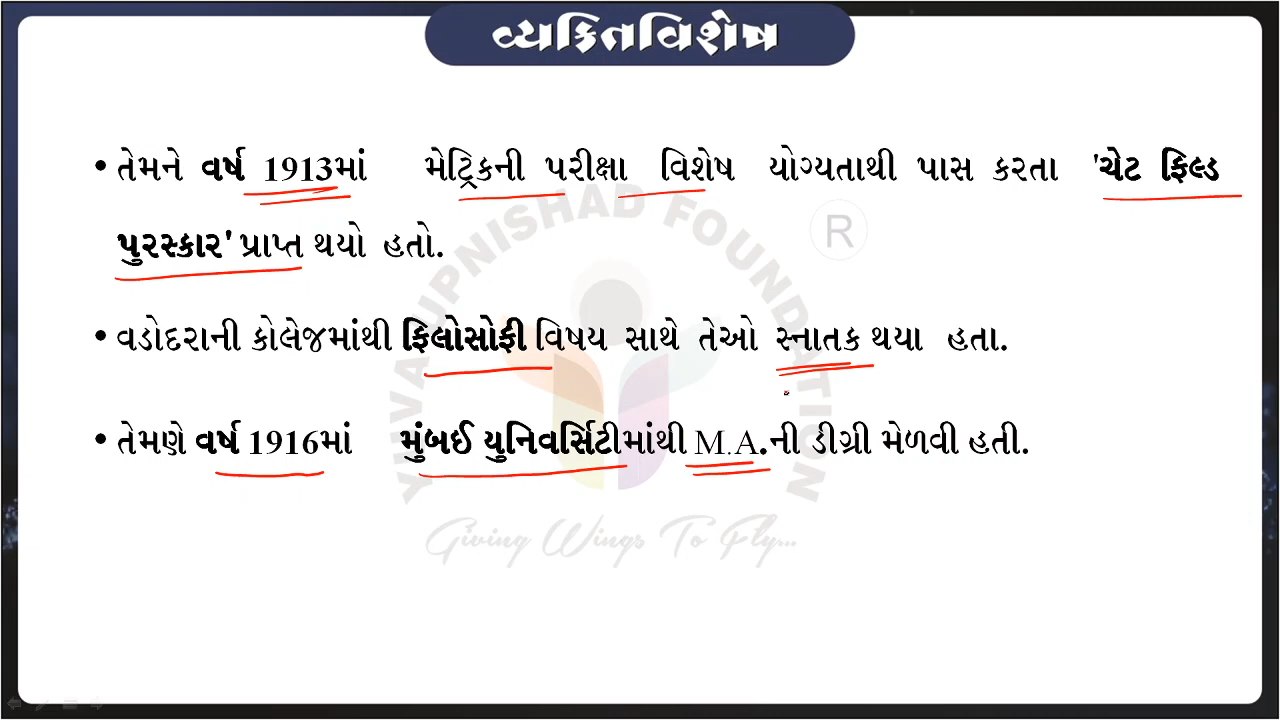 વ્યક્તિવિશેષ
• તેમને વર્ષ 1913માં મેટ્રિકની પરીક્ષા વિશેષ યોગ્યતાથી પાસ કરતા 'ચેટ ફિલ્ડ
પુરસ્કાર' પ્રાપ્ત થયો હતો.
• વડોદરાની કોલેજમાંથી ફિલોસોફી વિષય સાથે તેઓ સ્નાતક થયા હતા.
• તેમણે વર્ષ 1916માં મુંબઈ યુનિવર્સિટીમાંથી M.A.ની ડીગ્રી મેળવી હતી.
YUVA UPNISHAD FOUNDATION
R
Giving Wings To Fly...